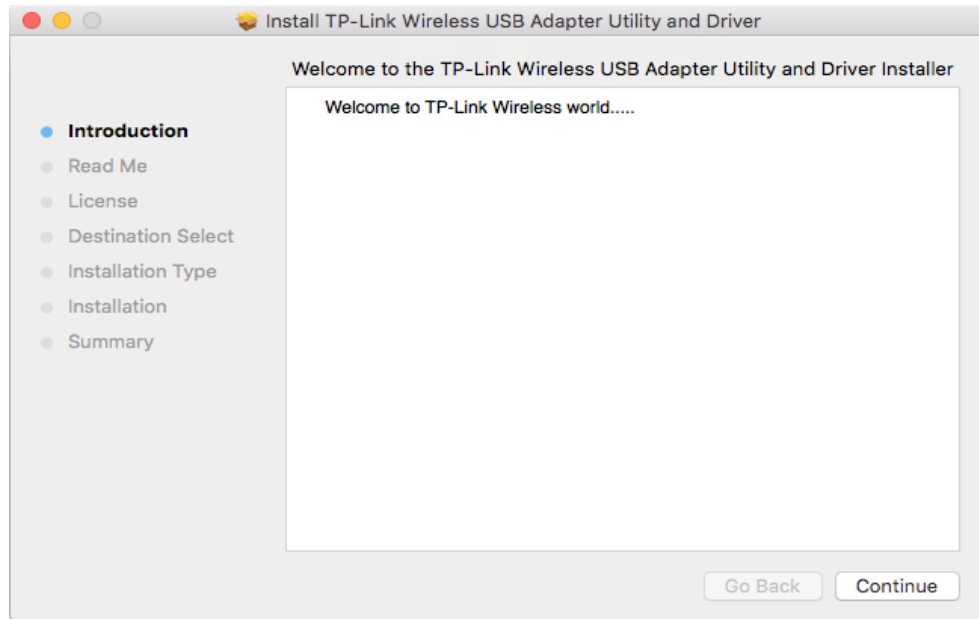 Install TP-Link Wireless USB Adapter Utility and Driver
Welcome to the TP-Link Wireless USB Adapter Utility and Driver Installer
Welcome to TP-Link Wireless world.....
Introduction
Read Me
License
Destination Select
Installation Type
Installation
Summary
Go Back
Continue